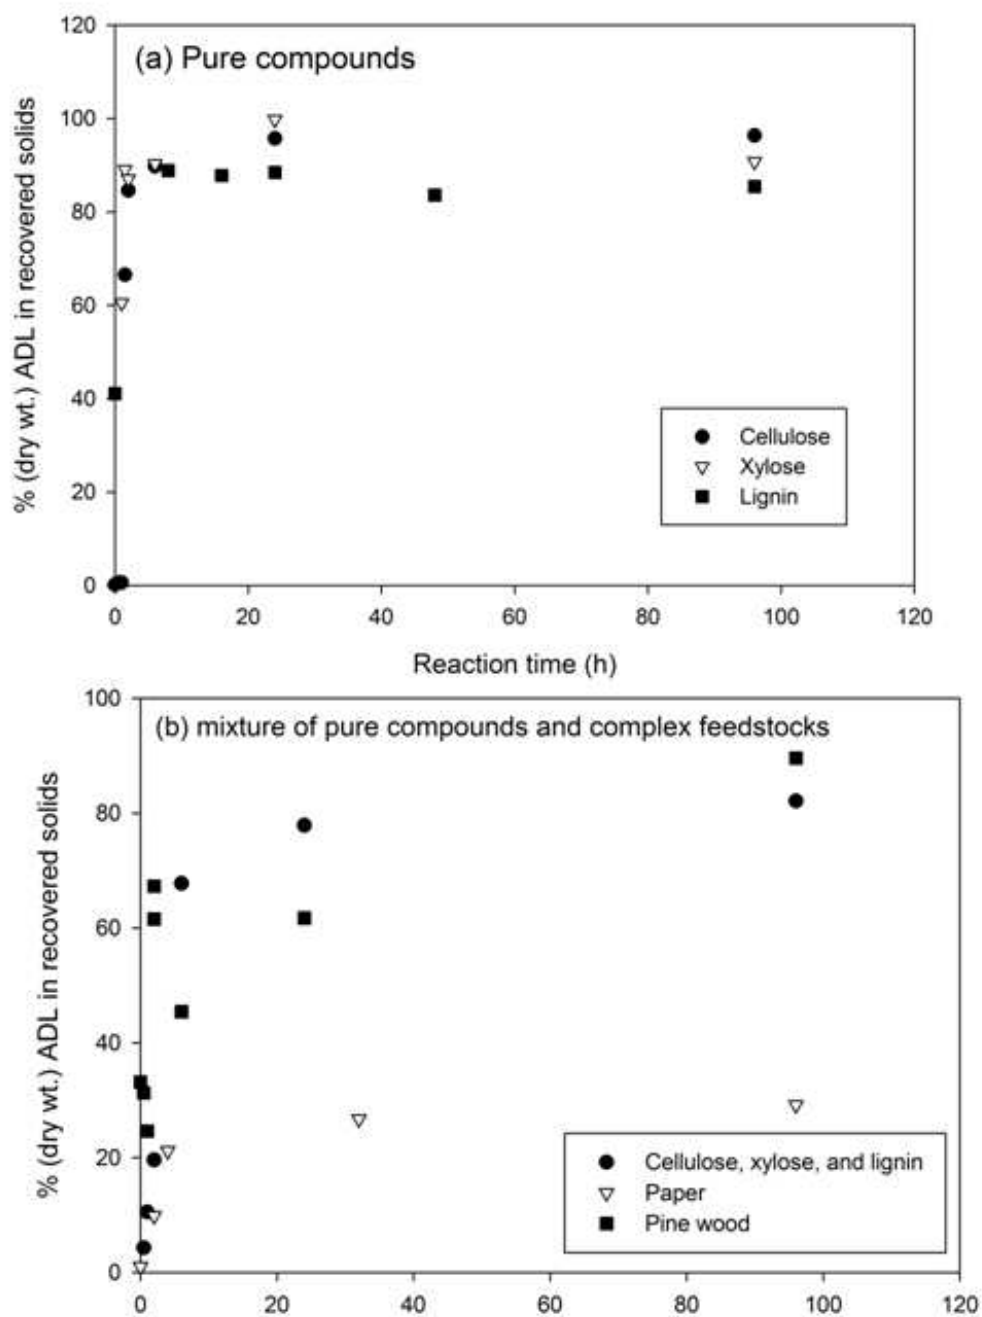 120
(a) Pure compounds
100
80
60
40
20
0
% (dry wt.) ADL in recovered solids
Cellulose
Xylose
Lignin
0 20 40 60 80 100 120
Reaction time (h)
100
(b) mixture of pure compounds and complex feedstocks
80
60
40
20
0
% (dry wt.) ADL in recovered solids
Cellulose, xylose, and lignin
Paper
Pine wood
0 20 40 60 80 100 120